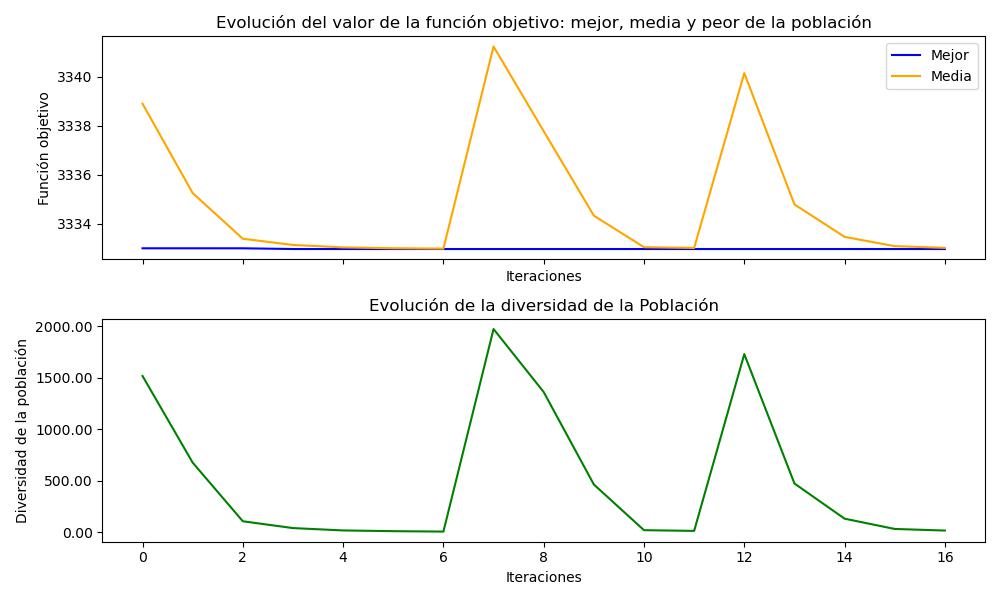 Evolución del valor de la función objetivo: mejor, media y peor de la población
Función objetivo
3340
3338
3336
3334
Mejor
Media
Iteraciones
Evolución de la diversidad de la Población
Diversidad de la población
2000.00
1500.00
1000.00
500.00
0.00
0 2 4 6 8 10 12 14 16
Iteraciones